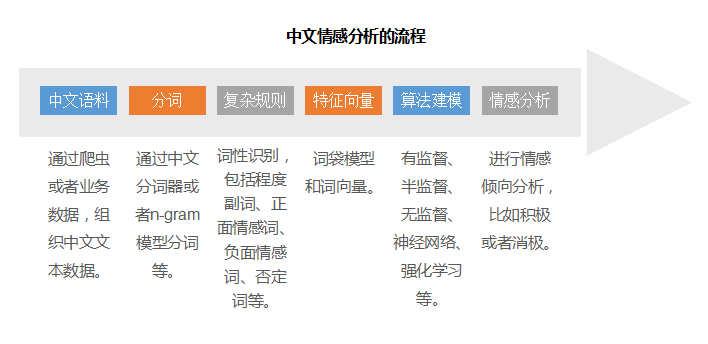 中文情感分析的流程
中文语料
分词
复杂规则
特征向量
算法建模
情感分析
通过爬虫
或者业务
数据，组
织中文文
本数据。
通过中文
分词器或
者n-gram
模型分词
等。
词性识别，
包括程度
副词、正
面情感词、
负面情感
词、否定
词等。
词袋模型
和词向量。
有监督、
半监督、
无监督、
神经网络、
强化学习
等。
进行情感
倾向分析，
比如积极
或者消极。